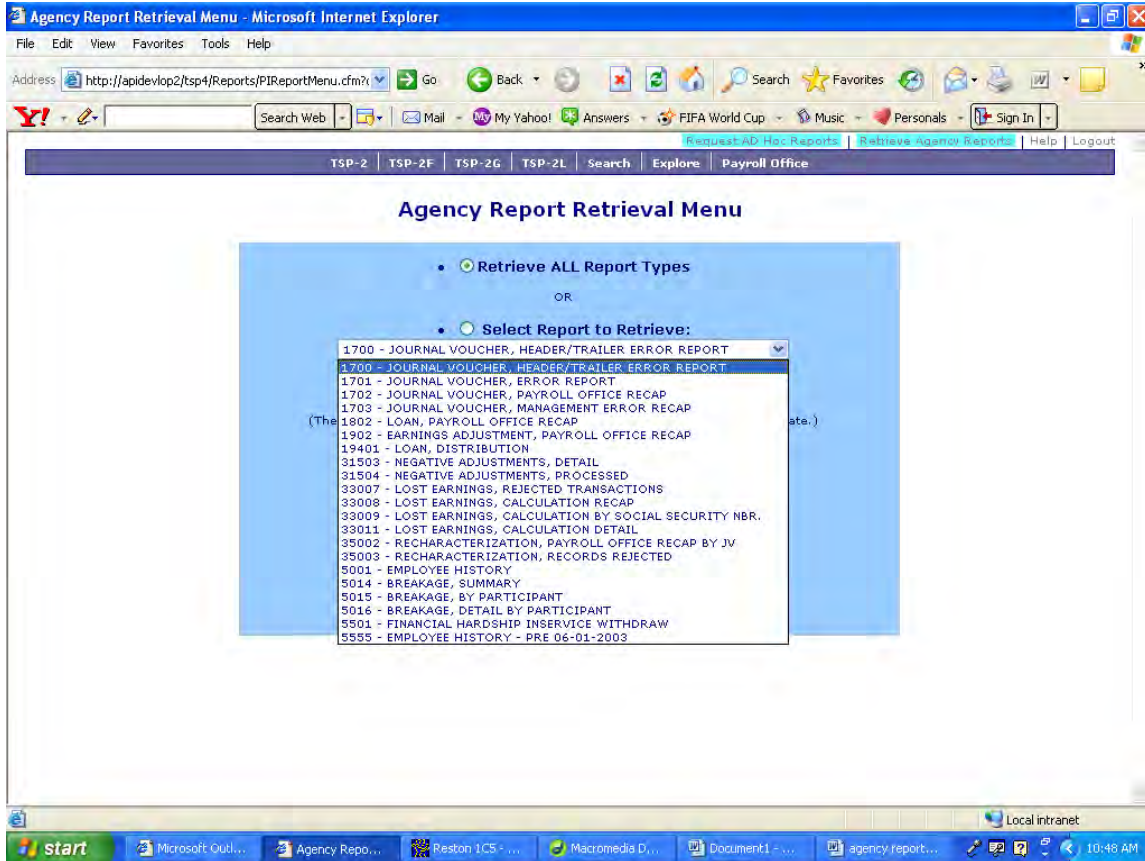 Agency Report Retrieval Menu - Microsoft Internet Explorer
File Edit View Favorites Tools Help
Address http://apidevlop2/tsp4/Reports/PIReportMenu.cfm? Go Back Search Favorites
Y! Search Web Mail My Yahoo! Answers FIFA World Cup Music Personals Sign In
Request AD Hoc Reports | Retrieve Agency Reports | Help | Logout
TSP-2 | TSP-2F | TSP-2G | TSP-2L | Search | Explore | Payroll Office
Agency Report Retrieval Menu
• Retrieve ALL Report Types
OR
• Select Report to Retrieve:
1700 - JOURNAL VOUCHER, HEADER/TRAILER ERROR REPORT
1700 - JOURNAL VOUCHER, HEADER/TRAILER ERROR REPORT
1701 - JOURNAL VOUCHER, ERROR REPORT
1702 - JOURNAL VOUCHER, PAYROLL OFFICE RECAP
1703 - JOURNAL VOUCHER, MANAGEMENT ERROR RECAP
(The 1802 - LOAN, PAYROLL OFFICE RECAP ate.)
1902 - EARNINGS ADJUSTMENT, PAYROLL OFFICE RECAP
19401 - LOAN, DISTRIBUTION
31503 - NEGATIVE ADJUSTMENTS, DETAIL
31504 - NEGATIVE ADJUSTMENTS, PROCESSED
33007 - LOST EARNINGS, REJECTED TRANSACTIONS
33008 - LOST EARNINGS, CALCULATION RECAP
33009 - LOST EARNINGS, CALCULATION BY SOCIAL SECURITY NBR.
33011 - LOST EARNINGS, CALCULATION DETAIL
35002 - RECHARACTERIZATION, PAYROLL OFFICE RECAP BY JV
35003 - RECHARACTERIZATION, RECORDS REJECTED
5001 - EMPLOYEE HISTORY
5014 - BREAKAGE, SUMMARY
5015 - BREAKAGE, BY PARTICIPANT
5016 - BREAKAGE, DETAIL BY PARTICIPANT
5501 - FINANCIAL HARDSHIP INSERVICE WITHDRAW
5555 - EMPLOYEE HISTORY - PRE 06-01-2003
Local intranet
start Microsoft Outl... Agency Repo... Reston 1C5 - ... Macromedia D... Document1 - ... agency report... 10:48 AM